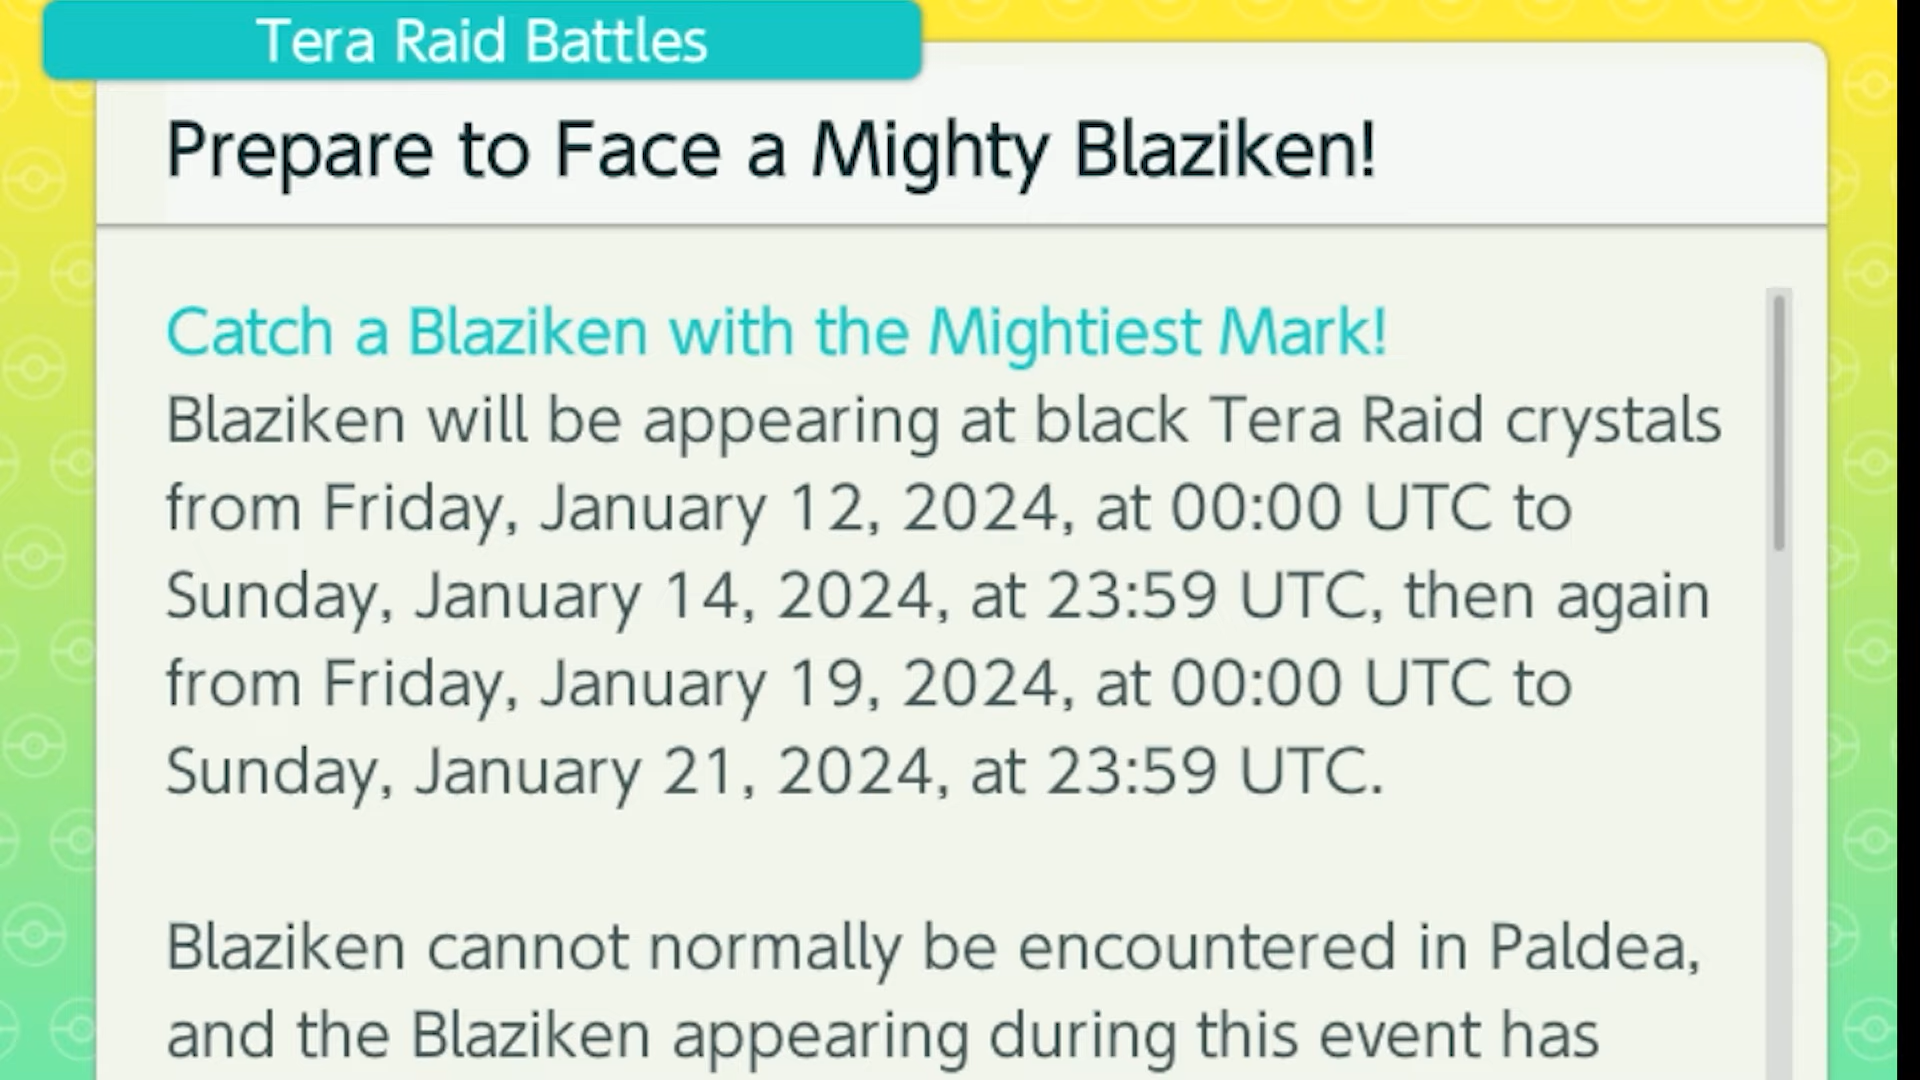 Tera Raid Battles
Prepare to Face a Mighty Blaziken!
Catch a Blaziken with the Mightiest Mark!
Blaziken will be appearing at black Tera Raid crystals
from Friday, January 12, 2024, at 00:00 UTC to
Sunday, January 14, 2024, at 23:59 UTC, then again
from Friday, January 19, 2024, at 00:00 UTC to
Sunday, January 21, 2024, at 23:59 UTC.
Blaziken cannot normally be encountered in Paldea,
and the Blaziken appearing during this event has